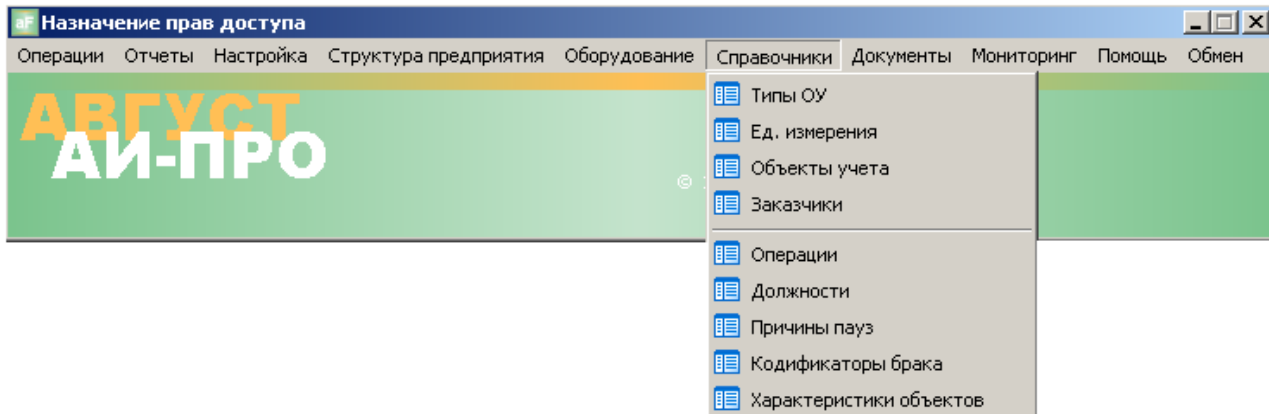 aF Назначение прав доступа
Операции Отчеты Настройка Структура предприятия Оборудование Справочники Документы Мониторинг Помощь Обмен
АВГУСТ
АИ-ПРО
©
Типы ОУ
Ед. измерения
Объекты учета
Заказчики
Операции
Должности
Причины пауз
Кодификаторы брака
Характеристики объектов